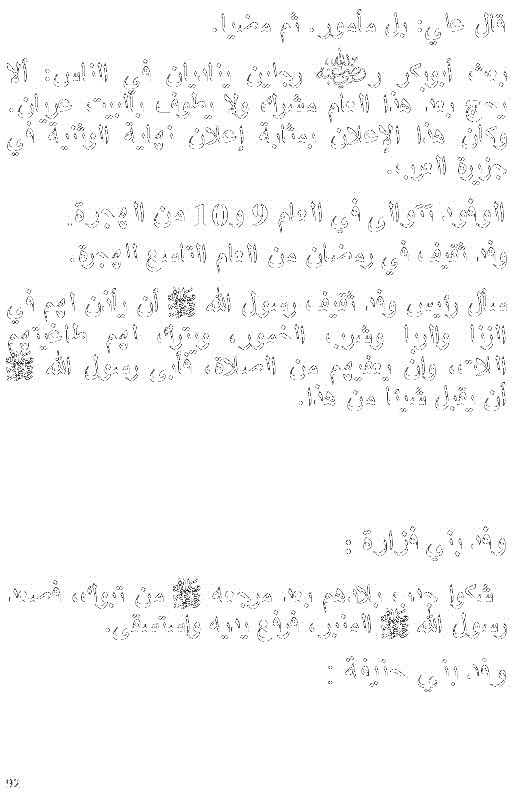 قال علي: بل مأمور. ثم مضيا.
بعث أبوبكر رضي الله عنه رجلين يناديان في الناس: ألا
يحج بعد هذا العام مشرك ولا يطوف بالبيت عريان.
وكان هذا الإعلان بمثابة إعلان نهاية الوثنية في
جزيرة العرب.
الوفود تتوالى في العام 9 و10 من الهجرة.
وفد ثقيف في رمضان من العام التاسع الهجرة.
سأل رئيس وفد ثقيف رسول الله ﷺ أن يأذن لهم في
الزنا والربا وشرب الخمور، ويترك لهم طاغيتهم
اللات، وأن يعفيهم من الصلاة، فأبى رسول الله ﷺ
أن يقبل شيئا من هذا.
وفد بني فزارة :
شكوا جدب بلادهم بعد مرجعه ﷺ من تبوك، فصعد
رسول الله ﷺ المنبر، فرفع يديه واستسقى.
وفد بني حنيفة :
92